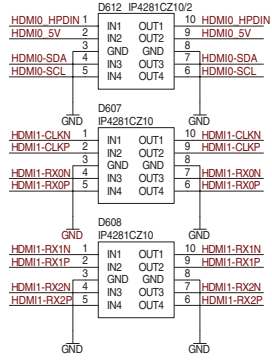 D612 IP4281CZ10/2
HDMI0_HPDIN 1 IN1 OUT1 10 HDMI0_HPDIN
HDMI0_5V 2 IN2 OUT2 9 HDMI0_5V
3 GND GND 8
HDMI0-SDA 4 IN3 OUT3 7 HDMI0-SDA
HDMI0-SCL 5 IN4 OUT4 6 HDMI0-SCL
GND GND
D607
IP4281CZ10
HDMI1-CLKN 1 IN1 OUT1 10 HDMI1-CLKN
HDMI1-CLKP 2 IN2 OUT2 9 HDMI1-CLKP
3 GND GND 8
HDMI1-RX0N 4 IN3 OUT3 7 HDMI1-RX0N
HDMI1-RX0P 5 IN4 OUT4 6 HDMI1-RX0P
GND GND
D608
IP4281CZ10
HDMI1-RX1N 1 IN1 OUT1 10 HDMI1-RX1N
HDMI1-RX1P 2 IN2 OUT2 9 HDMI1-RX1P
3 GND GND 8
HDMI1-RX2N 4 IN3 OUT3 7 HDMI1-RX2N
HDMI1-RX2P 5 IN4 OUT4 6 HDMI1-RX2P
GND GND